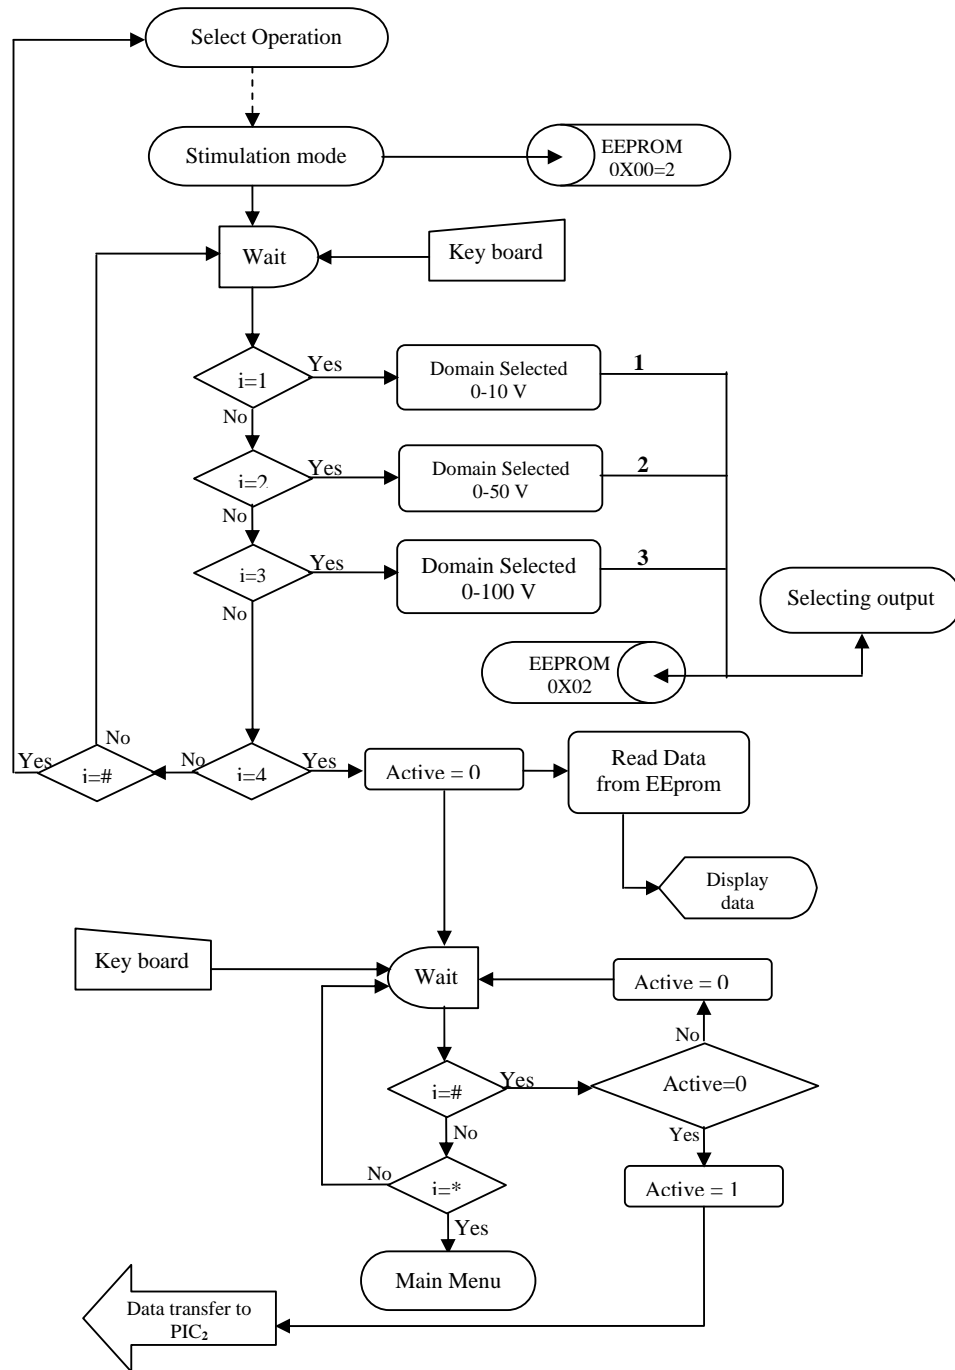 Select Operation
Stimulation mode
EEPROM
0X00=2
Wait
Key board
i=1
Yes
Domain Selected
0-10 V
1
No
i=2
Yes
Domain Selected
0-50 V
2
No
i=3
Yes
Domain Selected
0-100 V
3
No
Selecting output
EEPROM
0X02
Yes
i=#
No
No
i=4
Yes
Active = 0
Read Data
from EEprom
Display
data
Key board
Wait
Active = 0
No
i=#
Yes
Active=0
No
Yes
No
i=*
Active = 1
Yes
Main Menu
Data transfer to
PIC₂